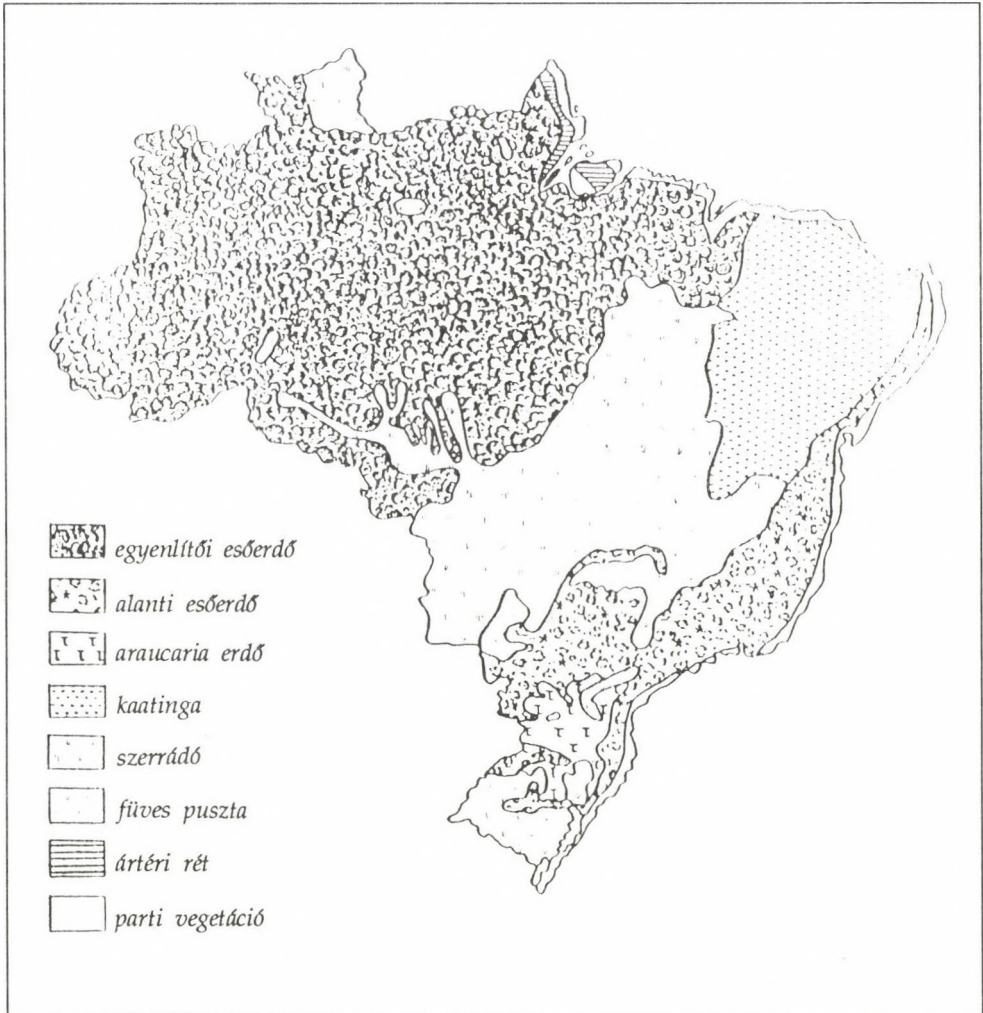 egyenlítői esőerdő
alanti esőerdő
araucaria erdő
kaatinga
szerrádó
füves puszta
ártéri rét
parti vegetáció